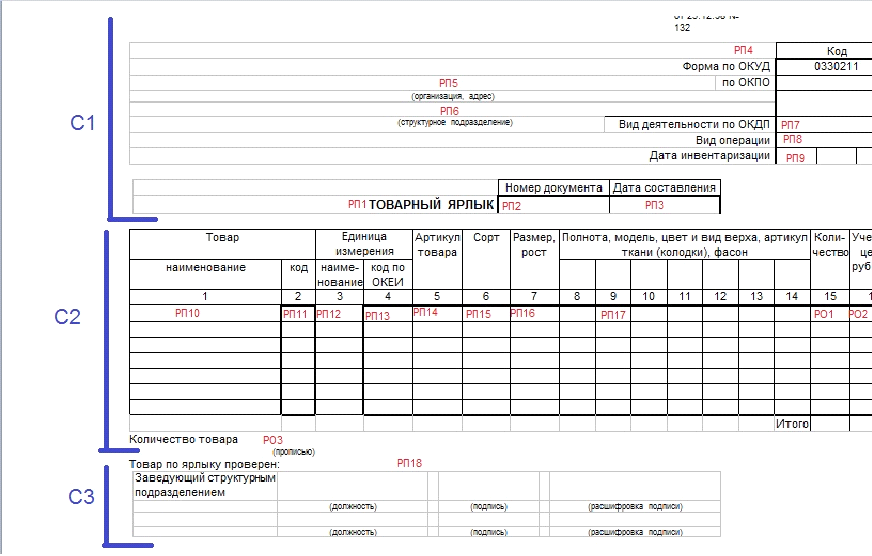 от 25.12.98 №
132
РП4 Код
Форма по ОКУД 0330211
РП5 по ОКПО
(организация, адрес)
РП6
(структурное подразделение)
С1
Вид деятельности по ОКДП РП7
Вид операции РП8
Дата инвентаризации РП9
Номер документа Дата составления
РП1 ТОВАРНЫЙ ЯРЛЫК РП2 РП3
Товар Единица Артикул Сорт Размер, Полнота, модель, цвет и вид верха, артикул Коли- Уче
измерения товара рост ткани (колодки), фасон чество це
наименование код наиме- код по руб
нование ОКЕИ
1 2 3 4 5 6 7 8 9 10 11 12 13 14 15 1
С2
РП10 РП11 РП12 РП13 РП14 РП15 РП16 РП17 РО1 РО2
Итого
Количество товара РО3
(прописью)
Товар по ярлыку проверен: РП18
Заведующий структурным
подразделением
С3
(должность) (подпись) (расшифровка подписи)
(должность) (подпись) (расшифровка подписи)